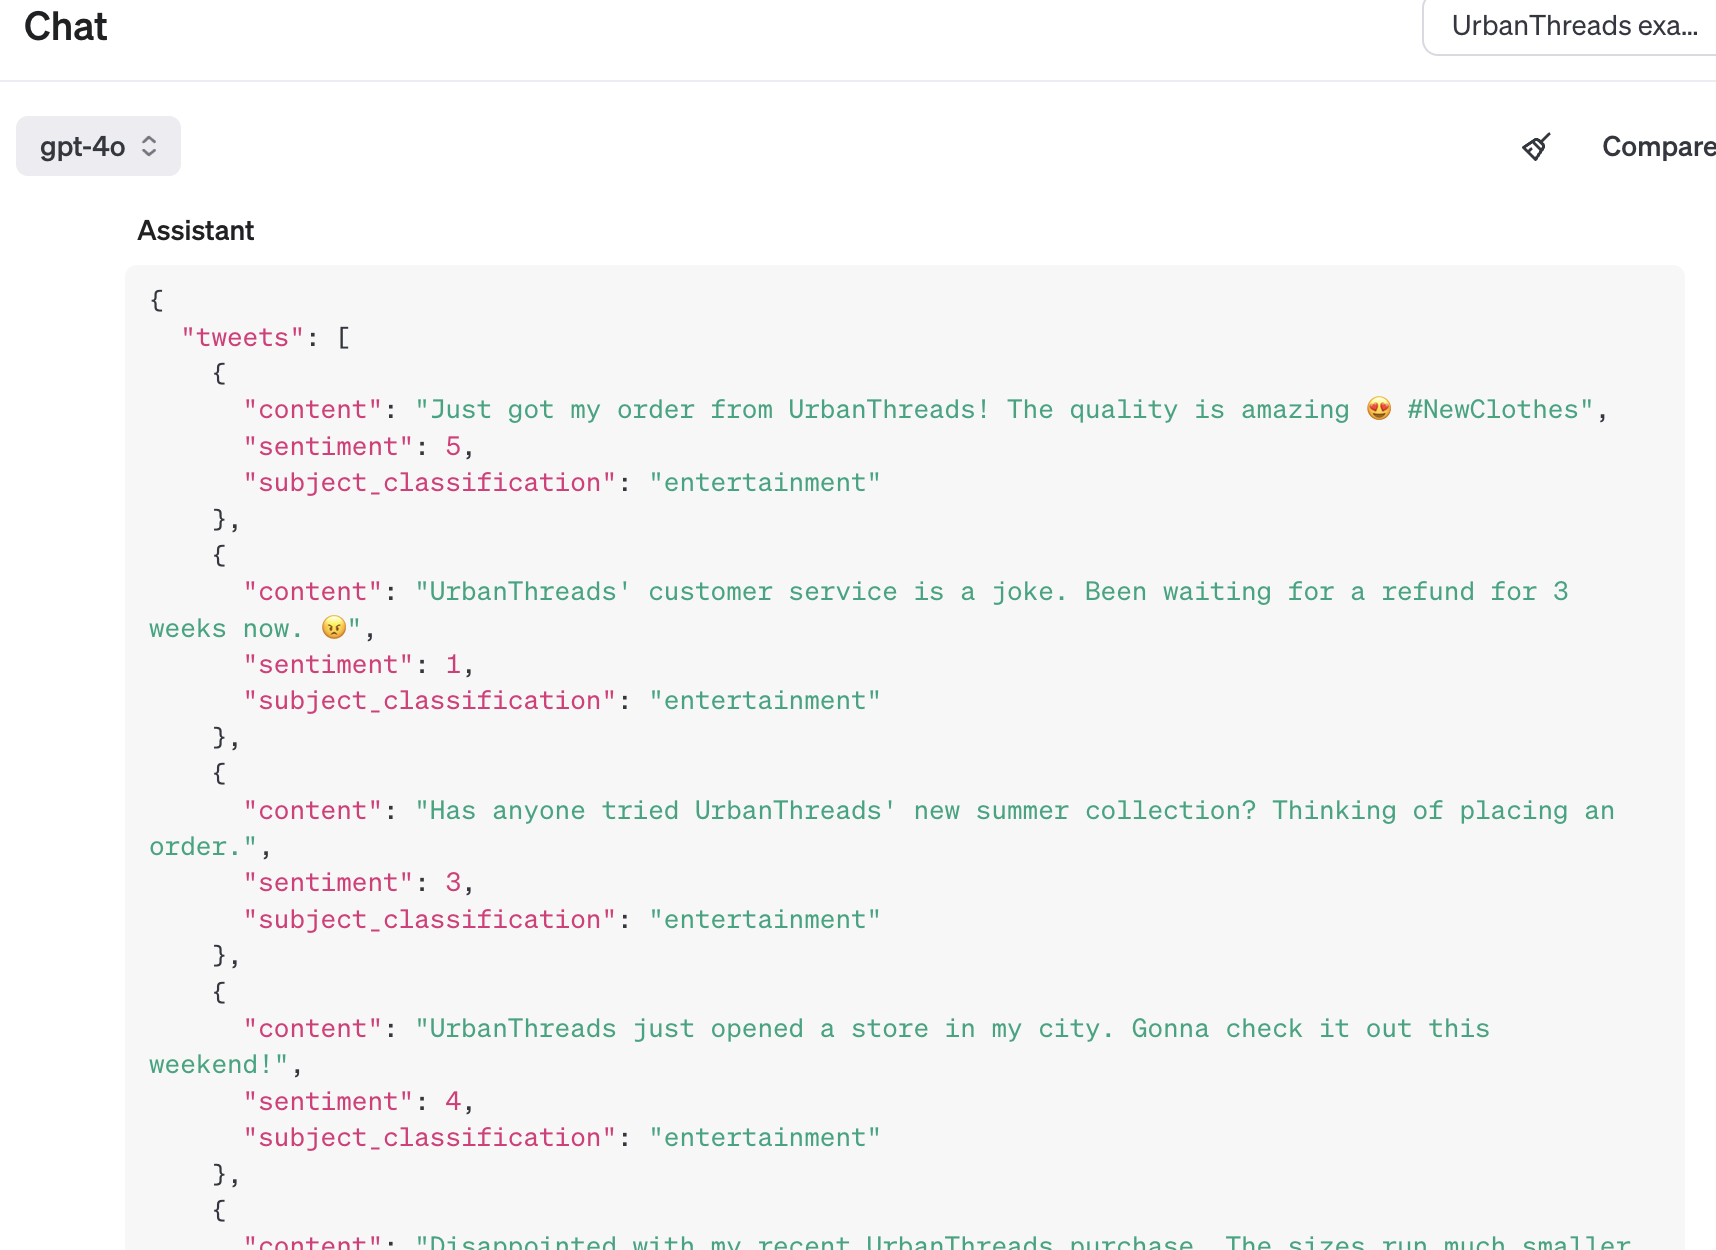 Chat
UrbanThreads exa...
gpt-4o
Compare
Assistant
{
"tweets": [
{
"content": "Just got my order from UrbanThreads! The quality is amazing 😍 #NewClothes",
"sentiment": 5,
"subject_classification": "entertainment"
},
{
"content": "UrbanThreads' customer service is a joke. Been waiting for a refund for 3
weeks now. 😠",
"sentiment": 1,
"subject_classification": "entertainment"
},
{
"content": "Has anyone tried UrbanThreads' new summer collection? Thinking of placing an
order.",
"sentiment": 3,
"subject_classification": "entertainment"
},
{
"content": "UrbanThreads just opened a store in my city. Gonna check it out this
weekend!",
"sentiment": 4,
"subject_classification": "entertainment"
},
{
"content": "Disappointed with my recent UrbanThreads purchase. The sizes run much smaller